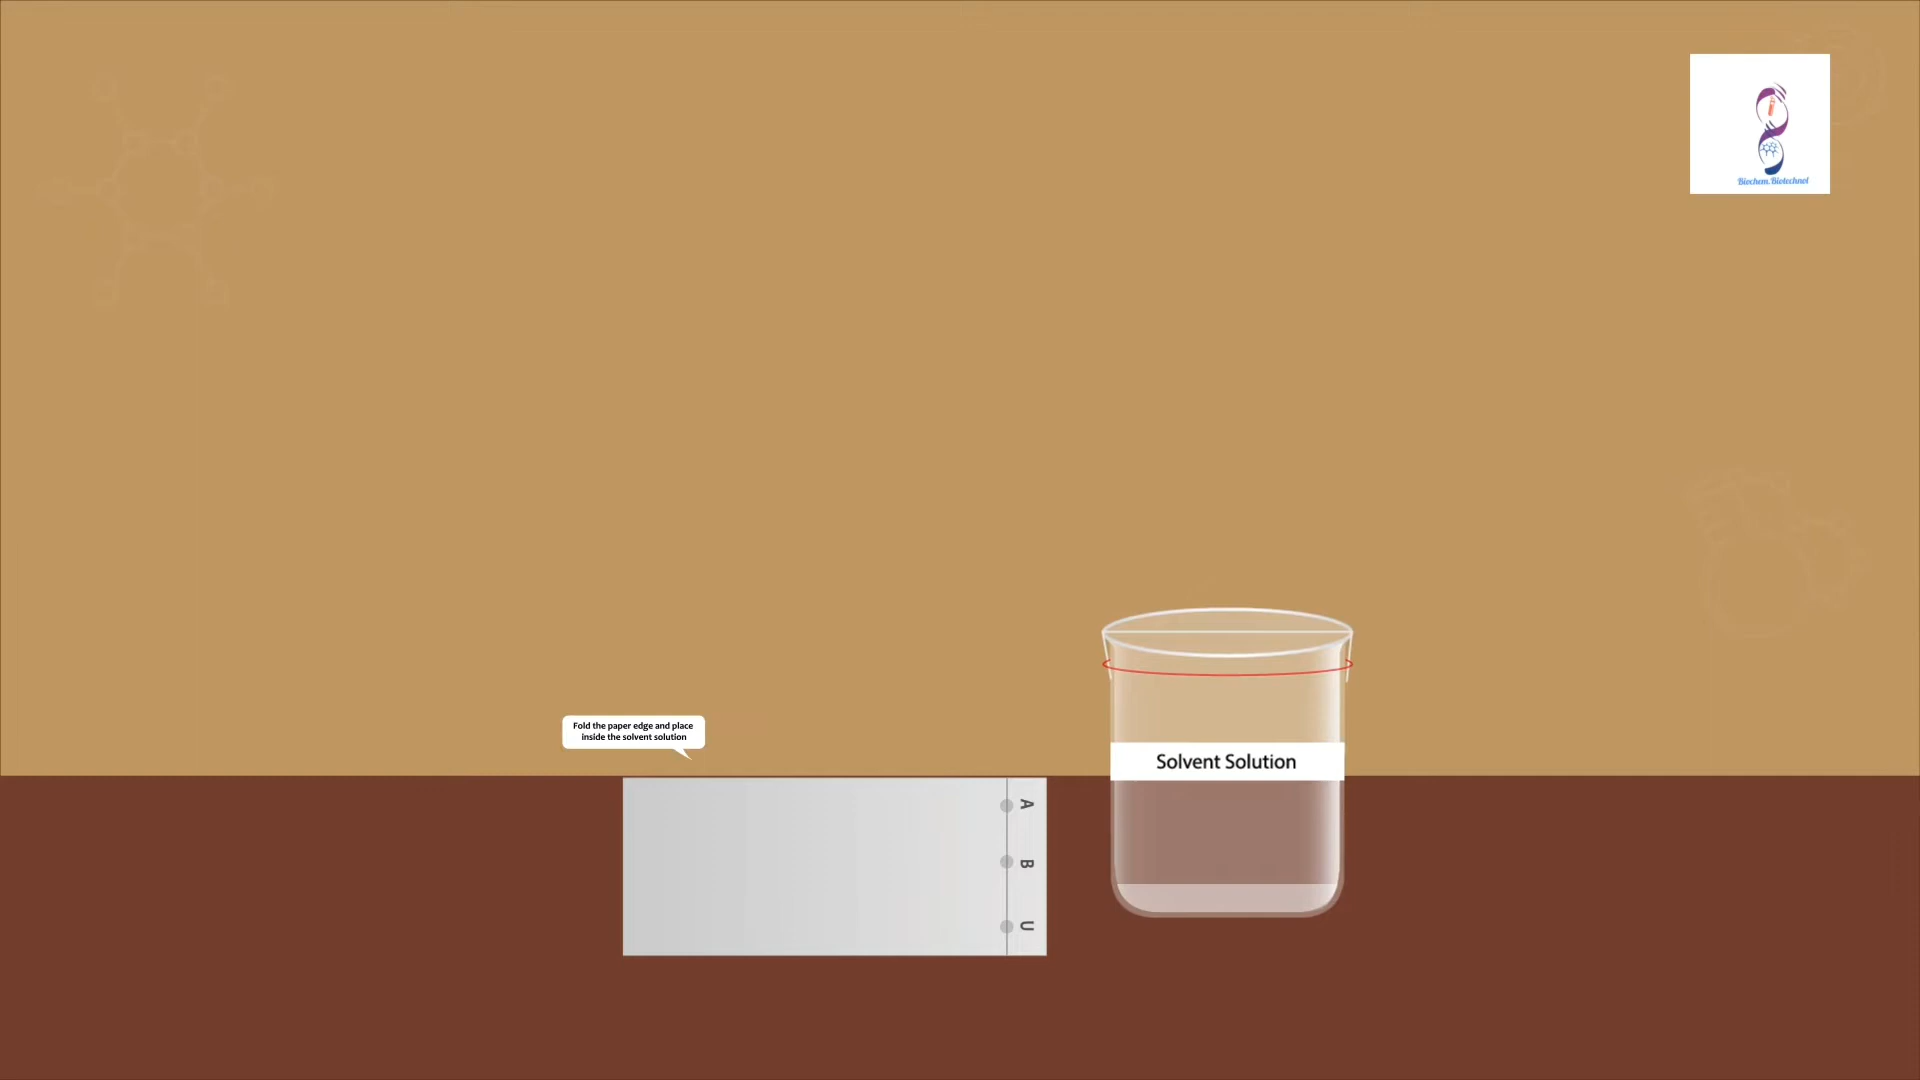 Biochem.Biotechnol
Fold the paper edge and place
inside the solvent solution
Solvent Solution
A
B
U